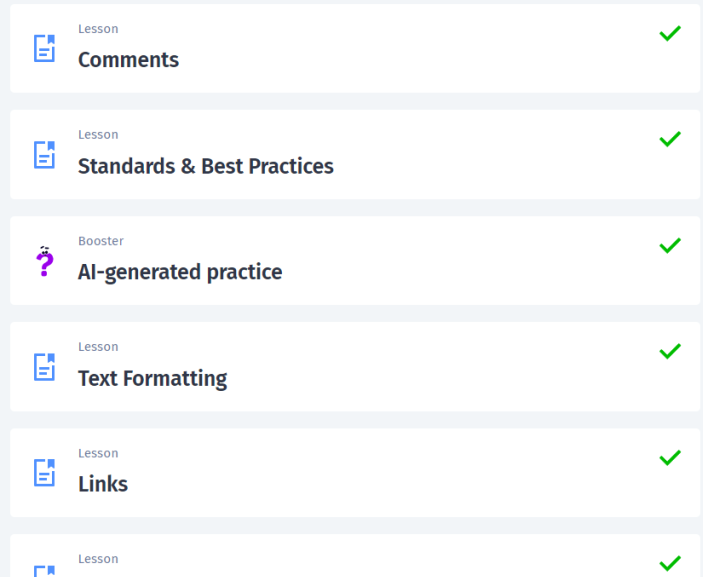 Lesson
Comments
Lesson
Standards & Best Practices
Booster
AI-generated practice
Lesson
Text Formatting
Lesson
Links
Lesson